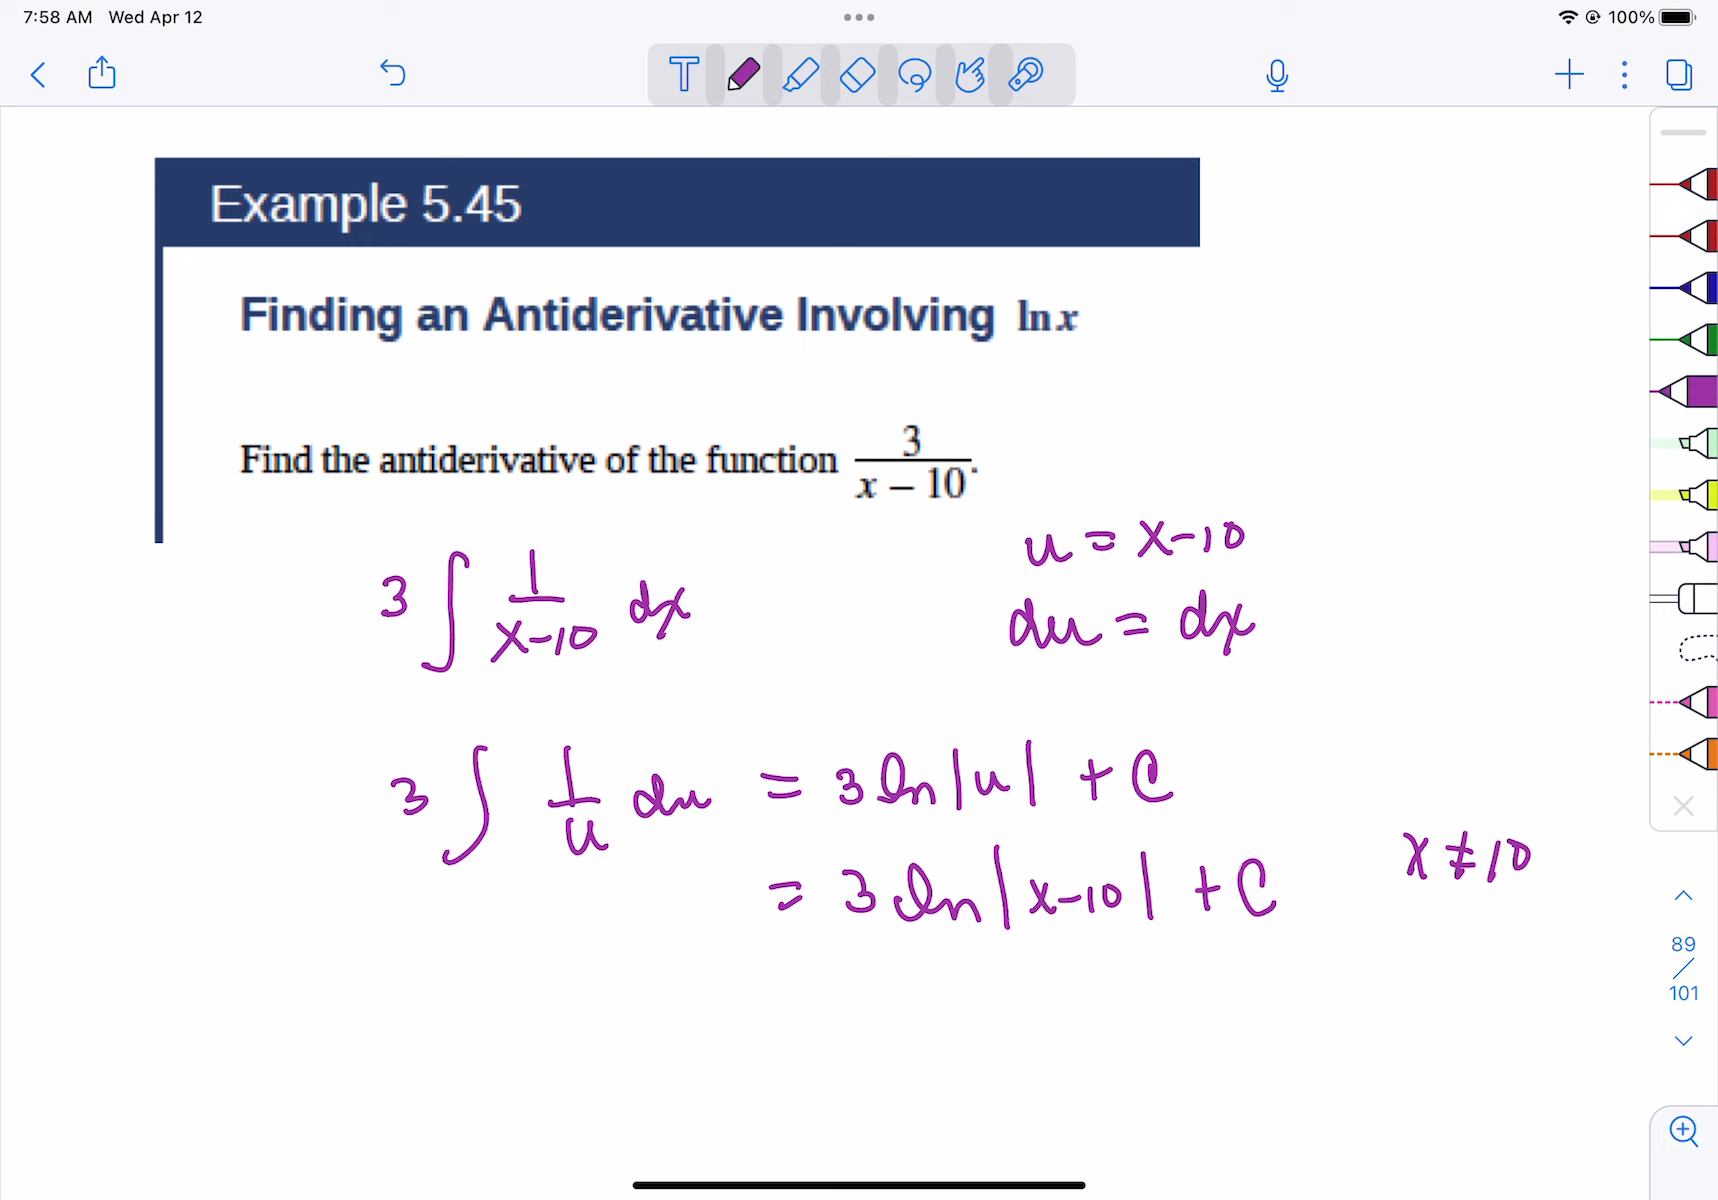 7:58 AM Wed Apr 12
100%
T
Example 5.45
Finding an Antiderivative Involving ln x
Find the antiderivative of the function 3/(x – 10).
u = x-10
3 ∫ 1/(x-10) dx
du = dx
3 ∫ 1/u du = 3 ln|u| + C
= 3 ln|x-10| + C
x ≠ 10
89
/
101